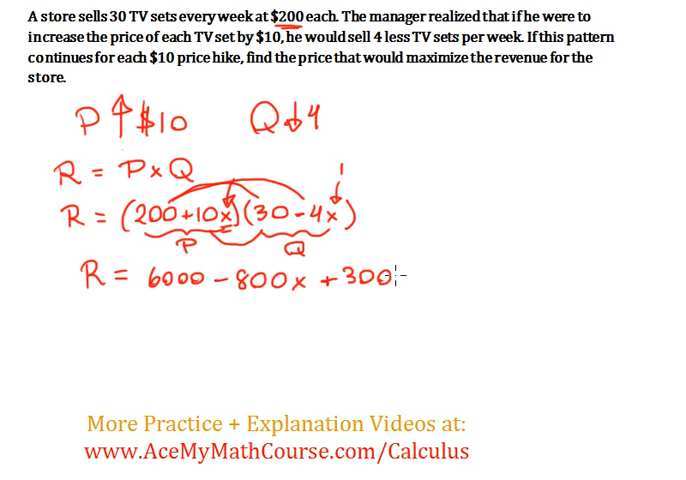 A store sells 30 TV sets every week at $200 each. The manager realized that if he were to
increase the price of each TV set by $10, he would sell 4 less TV sets per week. If this pattern
continues for each $10 price hike, find the price that would maximize the revenue for the
store.
P ↑ $10 Q ↓ 4
R = P x Q
1
R = (200+10x)(30-4x)
P Q
R = 6000 - 800x + 300
More Practice + Explanation Videos at:
www.AceMyMathCourse.com/Calculus